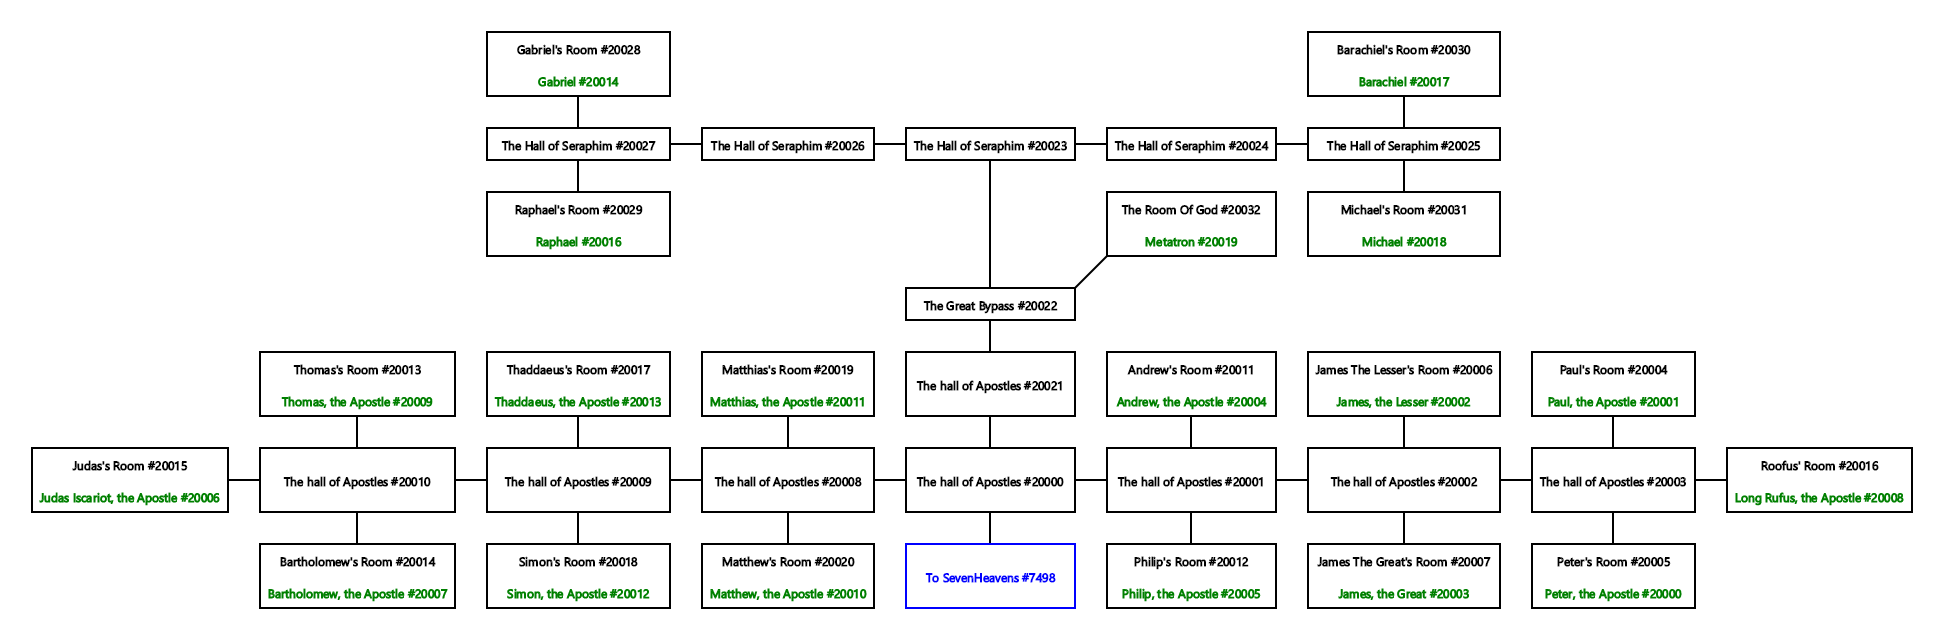 Gabriel's Room #20028
Gabriel #20014
Barachiel's Room #20030
Barachiel #20017
The Hall of Seraphim #20027
The Hall of Seraphim #20026
The Hall of Seraphim #20023
The Hall of Seraphim #20024
The Hall of Seraphim #20025
Raphael's Room #20029
Raphael #20016
The Room Of God #20032
Metatron #20019
Michael's Room #20031
Michael #20018
The Great Bypass #20022
Thomas's Room #20013
Thomas, the Apostle #20009
Thaddaeus's Room #20017
Thaddaeus, the Apostle #20013
Matthias's Room #20019
Matthias, the Apostle #20011
The hall of Apostles #20021
Andrew's Room #20011
Andrew, the Apostle #20004
James The Lesser's Room #20006
James, the Lesser #20002
Paul's Room #20004
Paul, the Apostle #20001
Judas's Room #20015
Judas Iscariot, the Apostle #20006
The hall of Apostles #20010
The hall of Apostles #20009
The hall of Apostles #20008
The hall of Apostles #20000
The hall of Apostles #20001
The hall of Apostles #20002
The hall of Apostles #20003
Roofus' Room #20016
Long Rufus, the Apostle #20008
Bartholomew's Room #20014
Bartholomew, the Apostle #20007
Simon's Room #20018
Simon, the Apostle #20012
Matthew's Room #20020
Matthew, the Apostle #20010
To SevenHeavens #7498
Philip's Room #20012
Philip, the Apostle #20005
James The Great's Room #20007
James, the Great #20003
Peter's Room #20005
Peter, the Apostle #20000